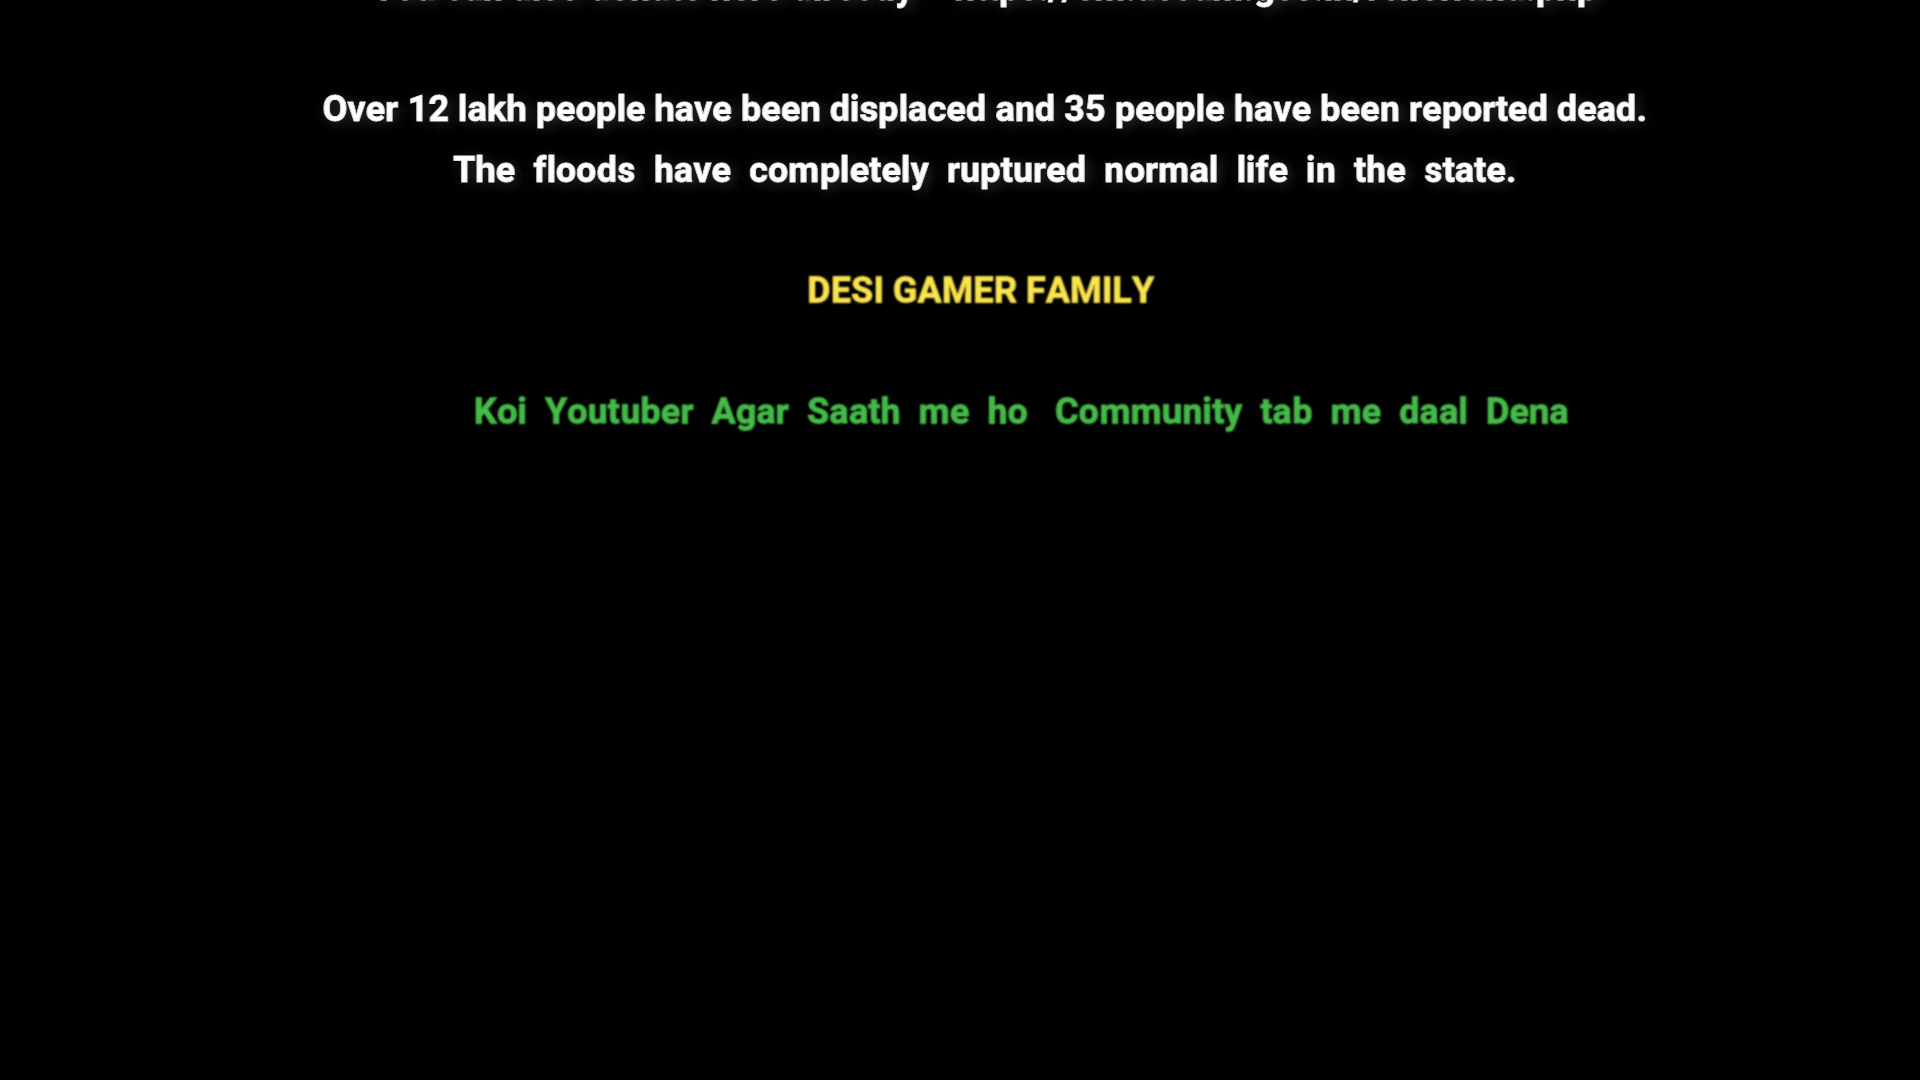 Over 12 lakh people have been displaced and 35 people have been reported dead.
The floods have completely ruptured normal life in the state.
DESI GAMER FAMILY
Koi Youtuber Agar Saath me ho Community tab me daal Dena